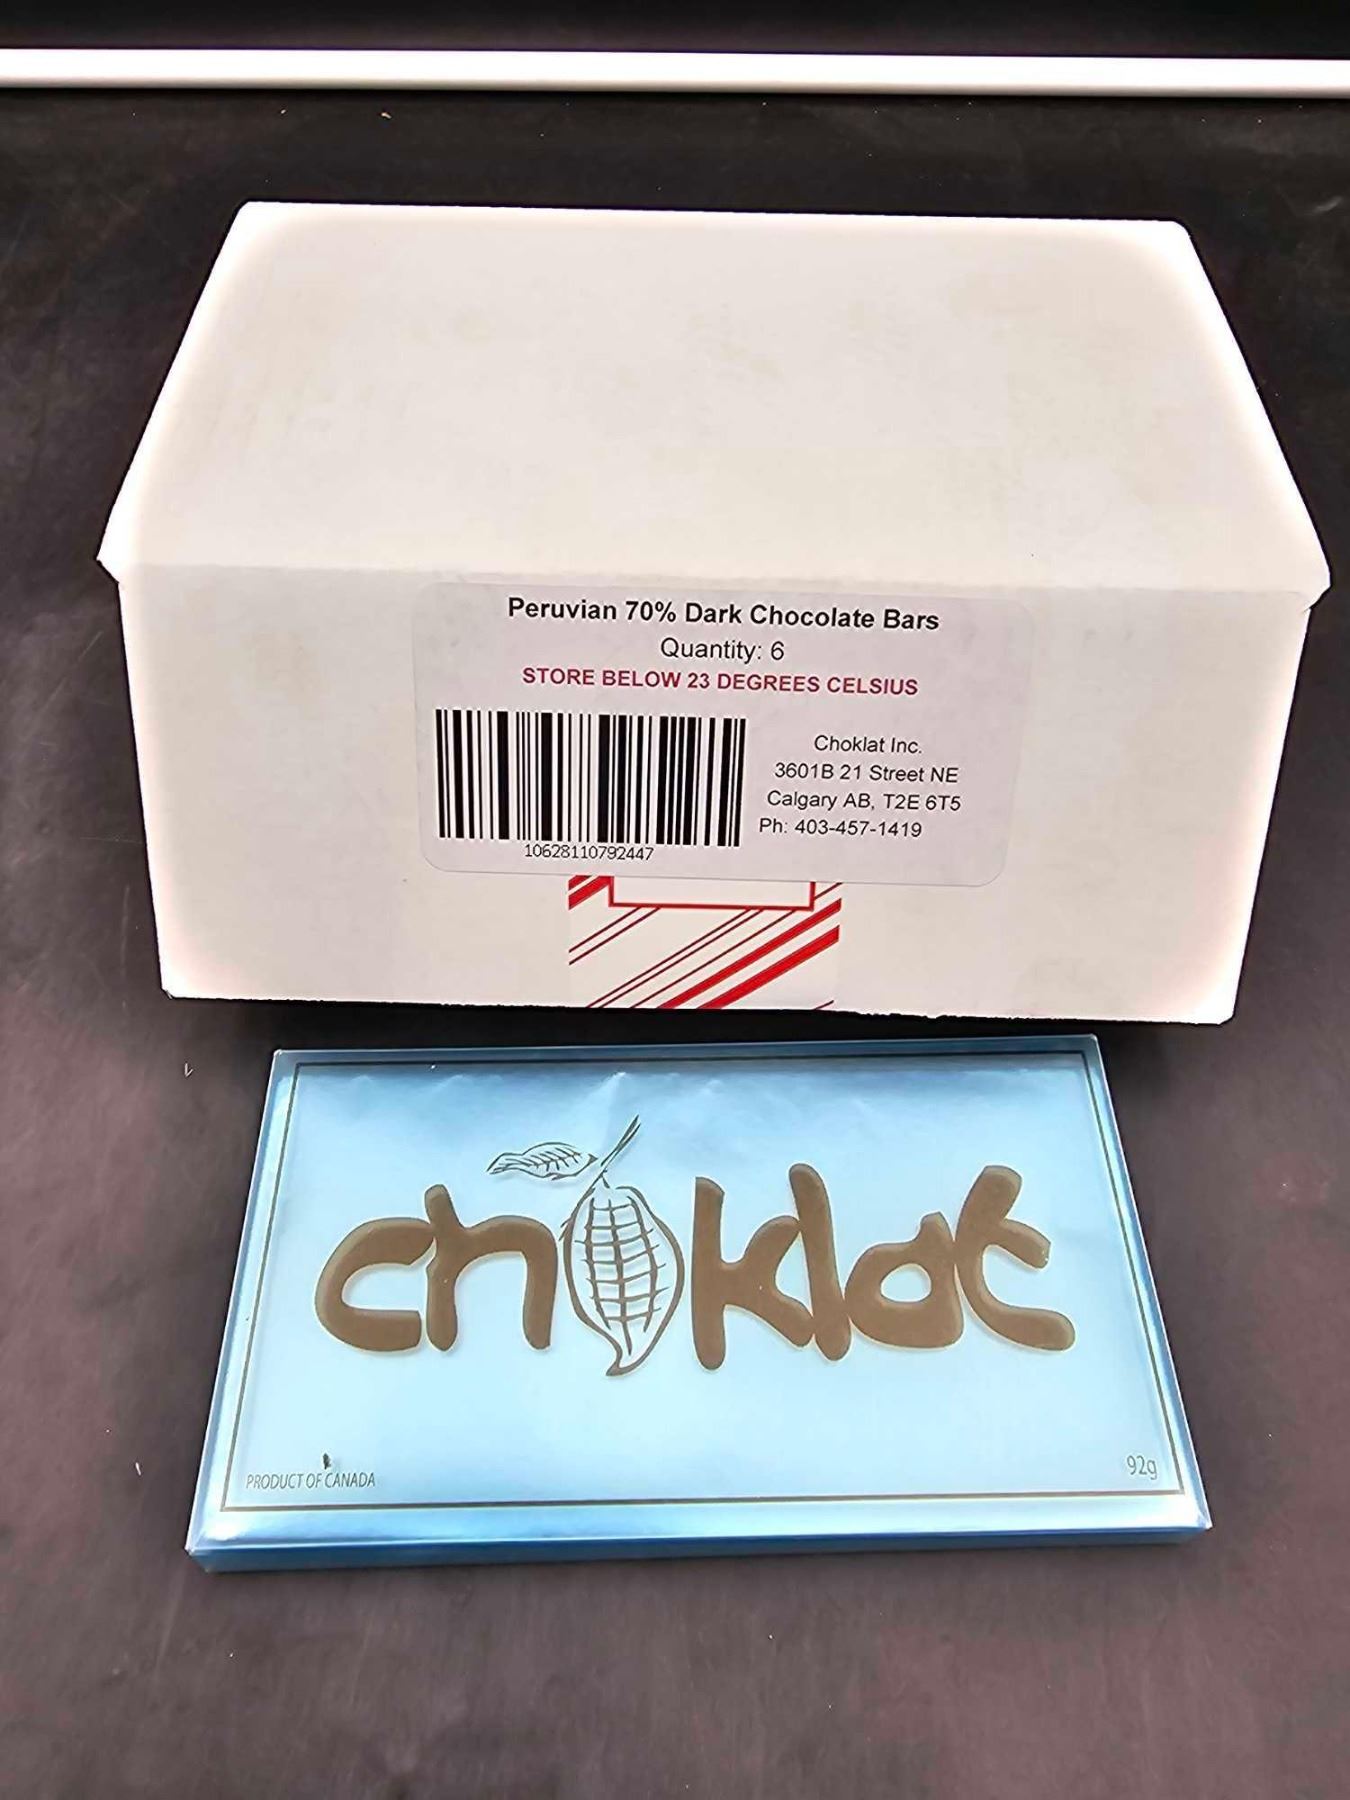 Peruvian 70% Dark Chocolate Bars
Quantity: 6
STORE BELOW 23 DEGREES CELSIUS
Choklat Inc.
3601B 21 Street NE
Calgary AB, T2E 6T5
Ph: 403-457-1419
10628110792447
choklat
PRODUCT OF CANADA
92g